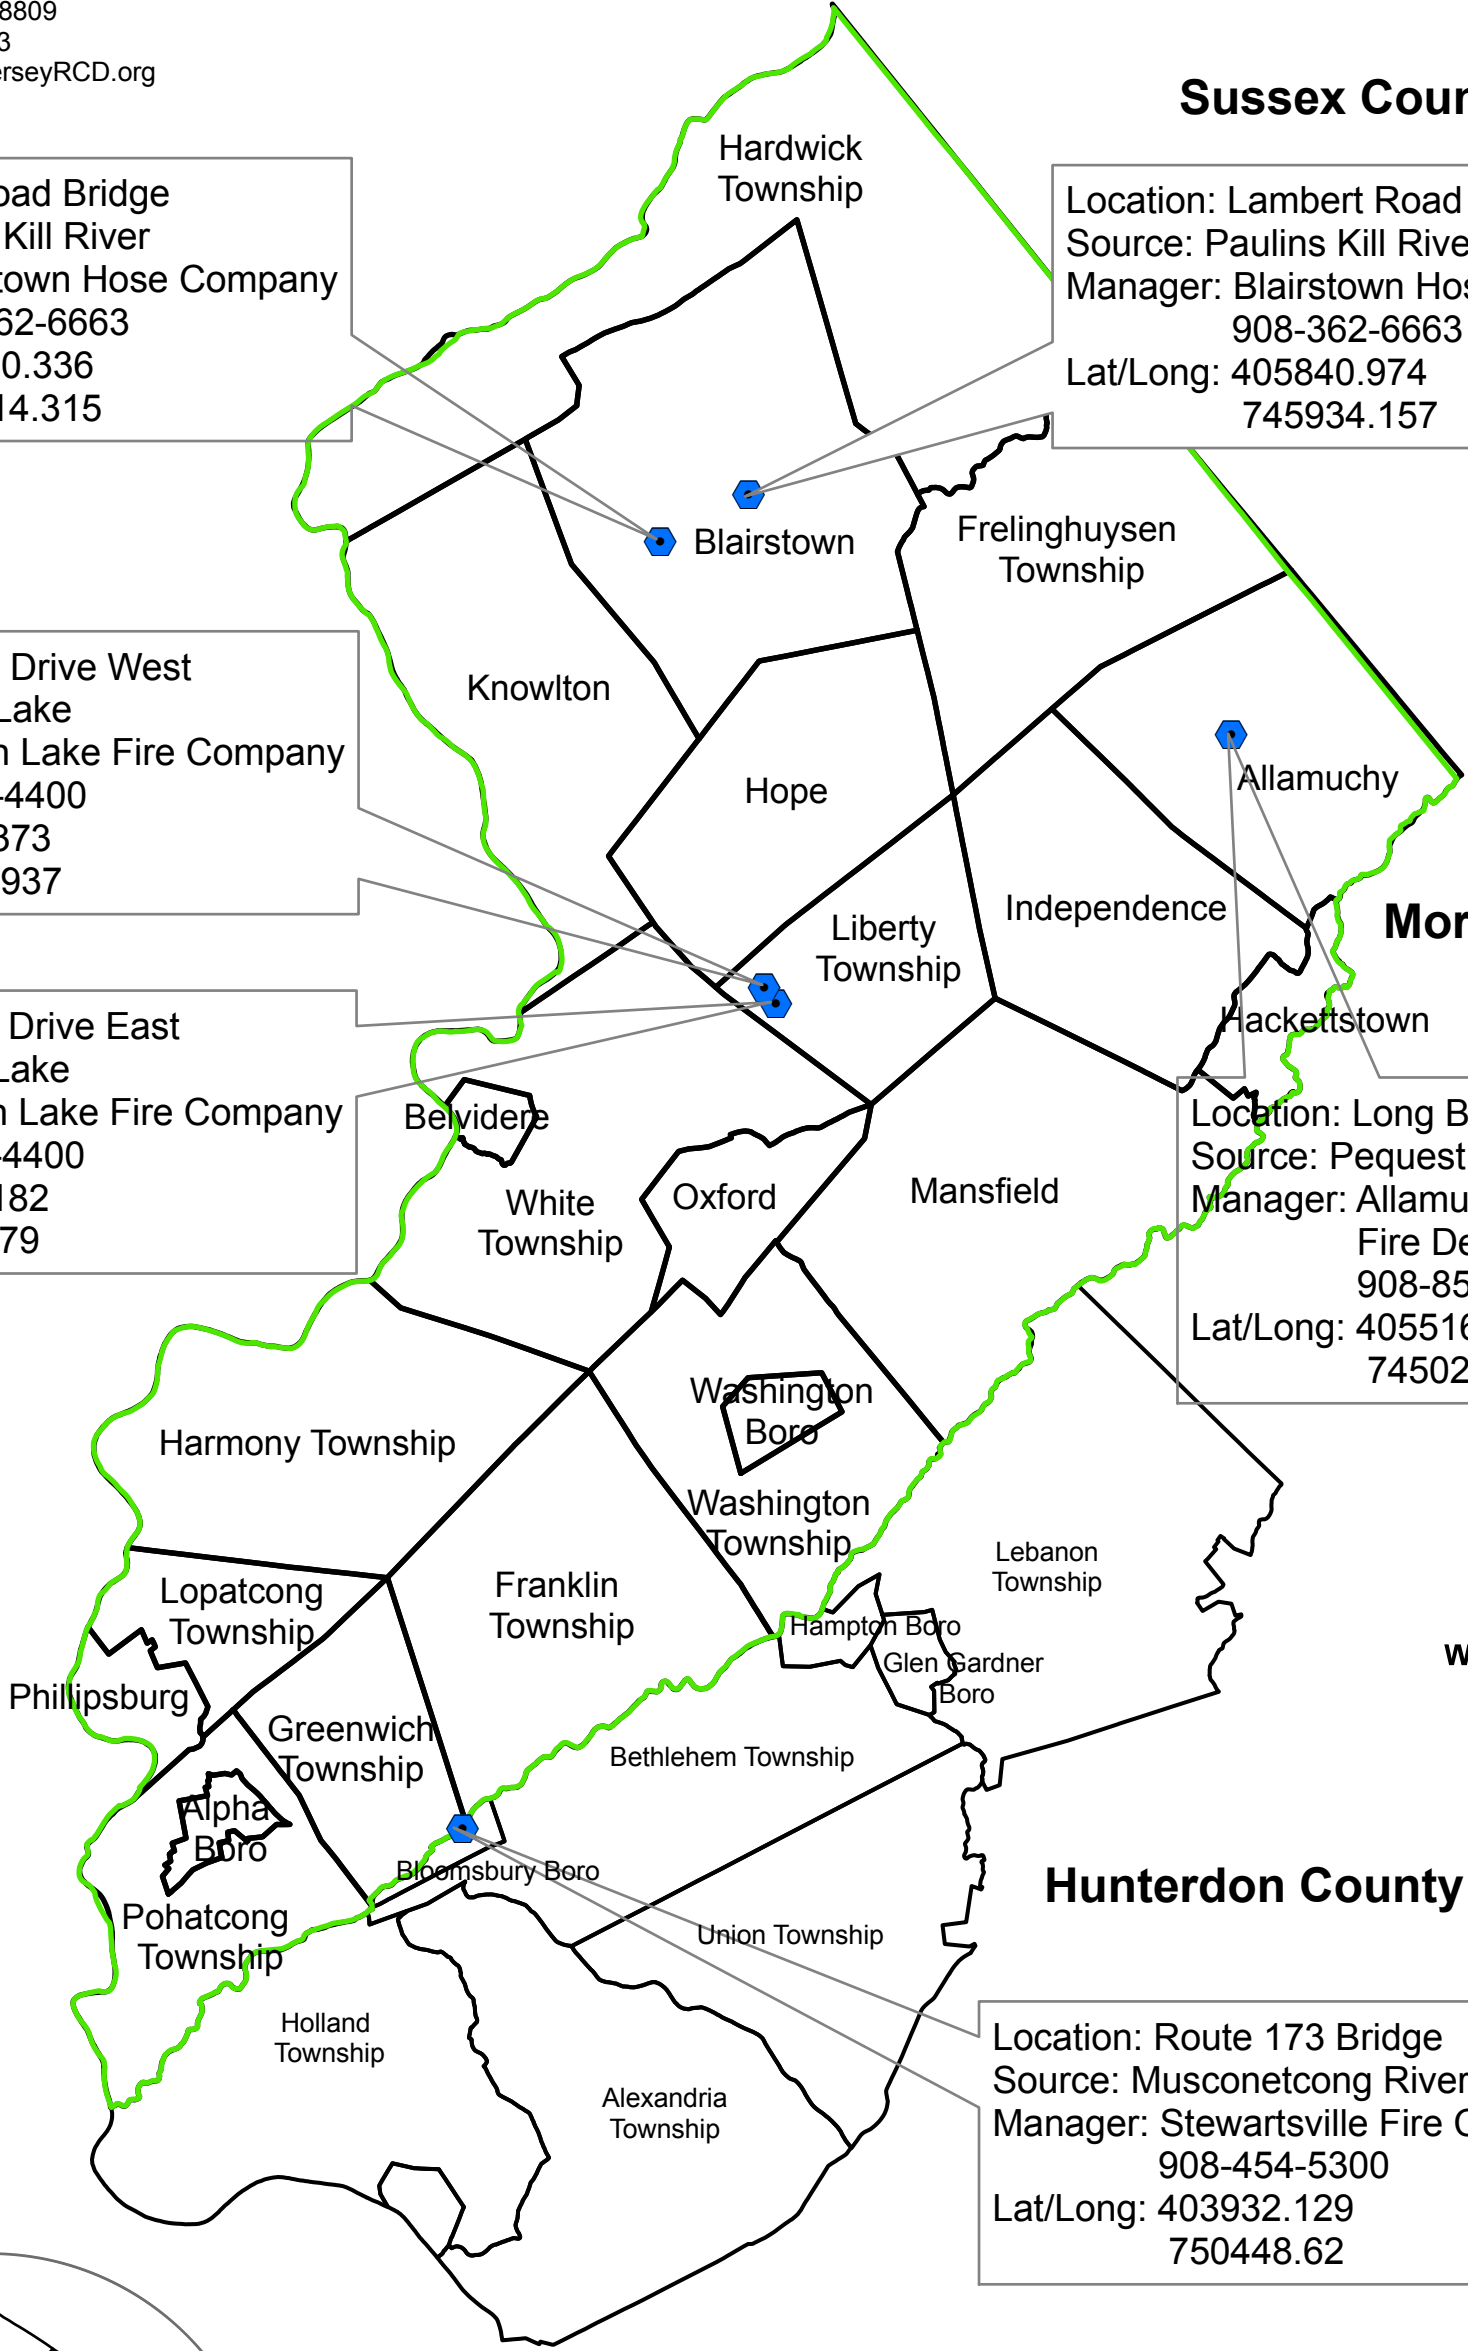 8809
3
erseyRCD.org
Sussex Coun
oad Bridge
Kill River
town Hose Company
62-6663
0.336
14.315
Hardwick
Township
Location: Lambert Road
Source: Paulins Kill Rive
Manager: Blairstown Hos
908-362-6663
Lat/Long: 405840.974
745934.157
Blairstown
Frelinghuysen
Township
Drive West
Lake
n Lake Fire Company
-4400
873
937
Knowlton
Hope
Allamuchy
Independence
Liberty
Township
Mor
Hackettstown
Drive East
Lake
n Lake Fire Company
-4400
182
79
Belvidere
White
Township
Oxford
Mansfield
Location: Long B
Source: Pequest
Manager: Allamu
Fire De
908-85
Lat/Long: 405516
74502
Washington
Boro
Harmony Township
Washington
Township
Lebanon
Township
Lopatcong
Township
Franklin
Township
Hampton Boro
Glen Gardner
Boro
w
Phillipsburg
Greenwich
Township
Bethlehem Township
Alpha
Boro
Bloomsbury Boro
Hunterdon County
Pohatcong
Township
Union Township
Holland
Township
Alexandria
Township
Location: Route 173 Bridge
Source: Musconetcong River
Manager: Stewartsville Fire C
908-454-5300
Lat/Long: 403932.129
750448.62